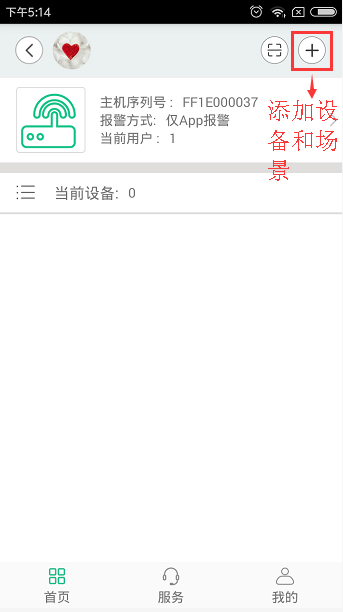 下午5:14
主机序列号：FF1E000037
报警方式：仅App报警
当前用户：1
添加设
备和场
景
当前设备：0
首页
服务
我的